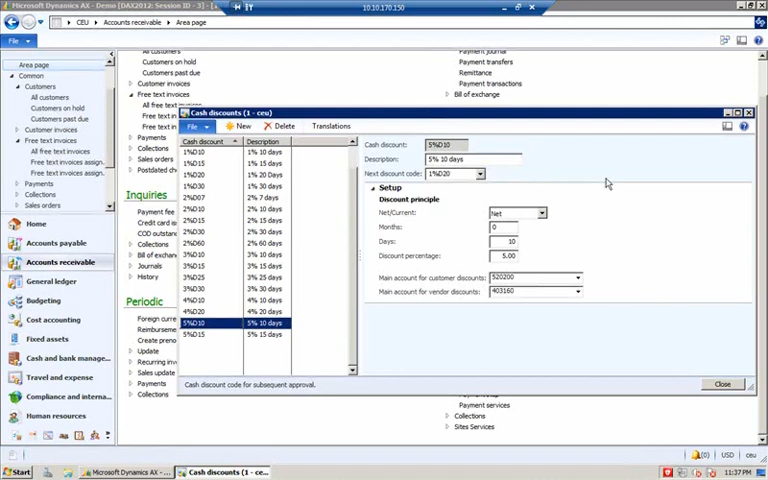 Microsoft Dynamics AX - Demo [DAX2012: Session ID - 3]
10.10.170.150
CEU
Accounts receivable
Area page
File
Area page
Common
Customers
All customers
Customers on hold
Customers past due
Customer invoices
Free text invoices
All free text invoices
Free text invoices assign...
Free text invoices assign...
Payments
Collections
Sales orders
Home
Accounts payable
Accounts receivable
General ledger
Budgeting
Cost accounting
Fixed assets
Cash and bank manage...
Travel and expense
Compliance and interna...
Human resources
All customers
Customers on hold
Customers past due
Customer invoices
Free text invoices
All free text
Free text inv
Free text inv
Payments
Collections
Sales orders
Postdated ch
Inquiries
Payment fee
Credit card is
COD outstan
Collections
Bill of exchan
Journals
History
Periodic
Foreign curre
Reimburseme
Create preno
Update
Recurring inv
Sales update
Payments
Collections
Payment journal
Payment transfers
Remittance
Payment transactions
Bill of exchange
Payment services
Collections
Sites Services
Cash discounts (1 - ceu)
File
New
Delete
Translations
Cash discount
Description
1%D10 1% 10 days
1%D15 1% 15 days
1%D20 1% 20 Days
1%D30 1% 30 days
2%D07 2% 7 days
2%D10 2% 10 days
2%D15 2% 15 days
2%D30 2% 30 days
2%D60 2% 60 days
3%D10 3% 10 days
3%D15 3% 15 days
3%D25 3% 25 days
3%D30 3% 30 days
4%D10 4% 10 days
4%D20 4% 20 days
5%D10 5% 10 days
5%D15 5% 15 days
Cash discount: 5%D10
Description: 5% 10 days
Next discount code: 1%D20
Setup
Discount principle
Net/Current: Net
Months: 0
Days: 10
Discount percentage: 5.00
Main account for customer discounts: 520200
Main account for vendor discounts: 403160
Cash discount code for subsequent approval.
Close
(0)
USD
ceu
Start
Microsoft Dynamics AX -...
Cash discounts (1 - ce...
11:37 PM